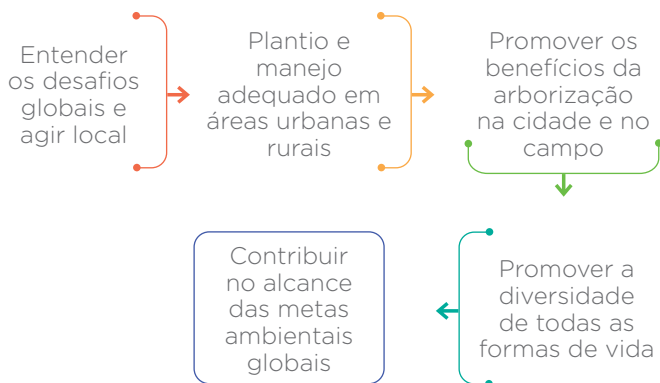 Entender
os desafios
globais e
agir local
Plantio e
manejo
adequado em
áreas urbanas e
rurais
Promover os
benefícios da
arborização
na cidade e no
campo
Promover a
diversidade
de todas as
formas de vida
Contribuir
no alcance
das metas
ambientais
globais